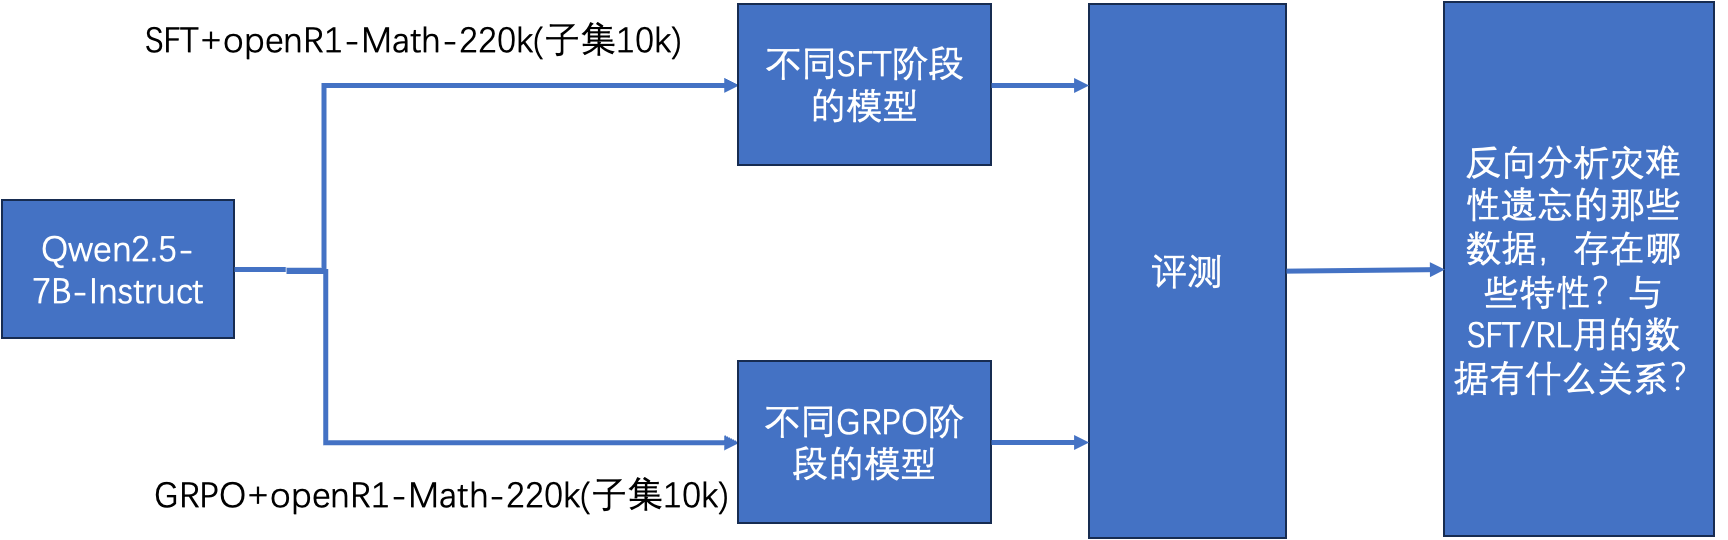 SFT+openR1-Math-220k(子集10k)
不同SFT阶段
的模型
Qwen2.5-
7B-Instruct
评测
反向分析灾难
性遗忘的那些
数据，存在哪
些特性？与
SFT/RL用的数
据有什么关系？
不同GRPO阶
段的模型
GRPO+openR1-Math-220k(子集10k)